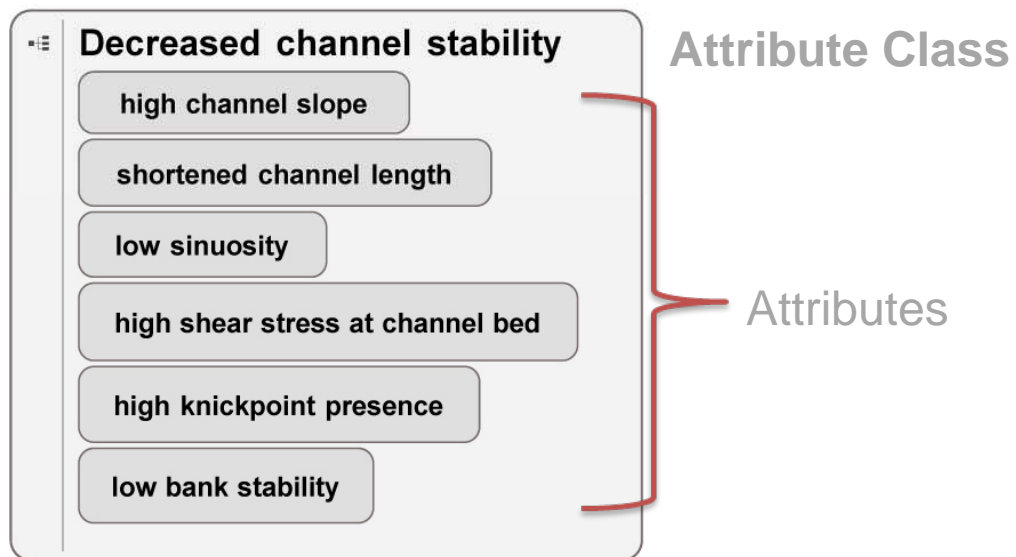 Decreased channel stability
Attribute Class
high channel slope
shortened channel length
low sinuosity
high shear stress at channel bed
Attributes
high knickpoint presence
low bank stability